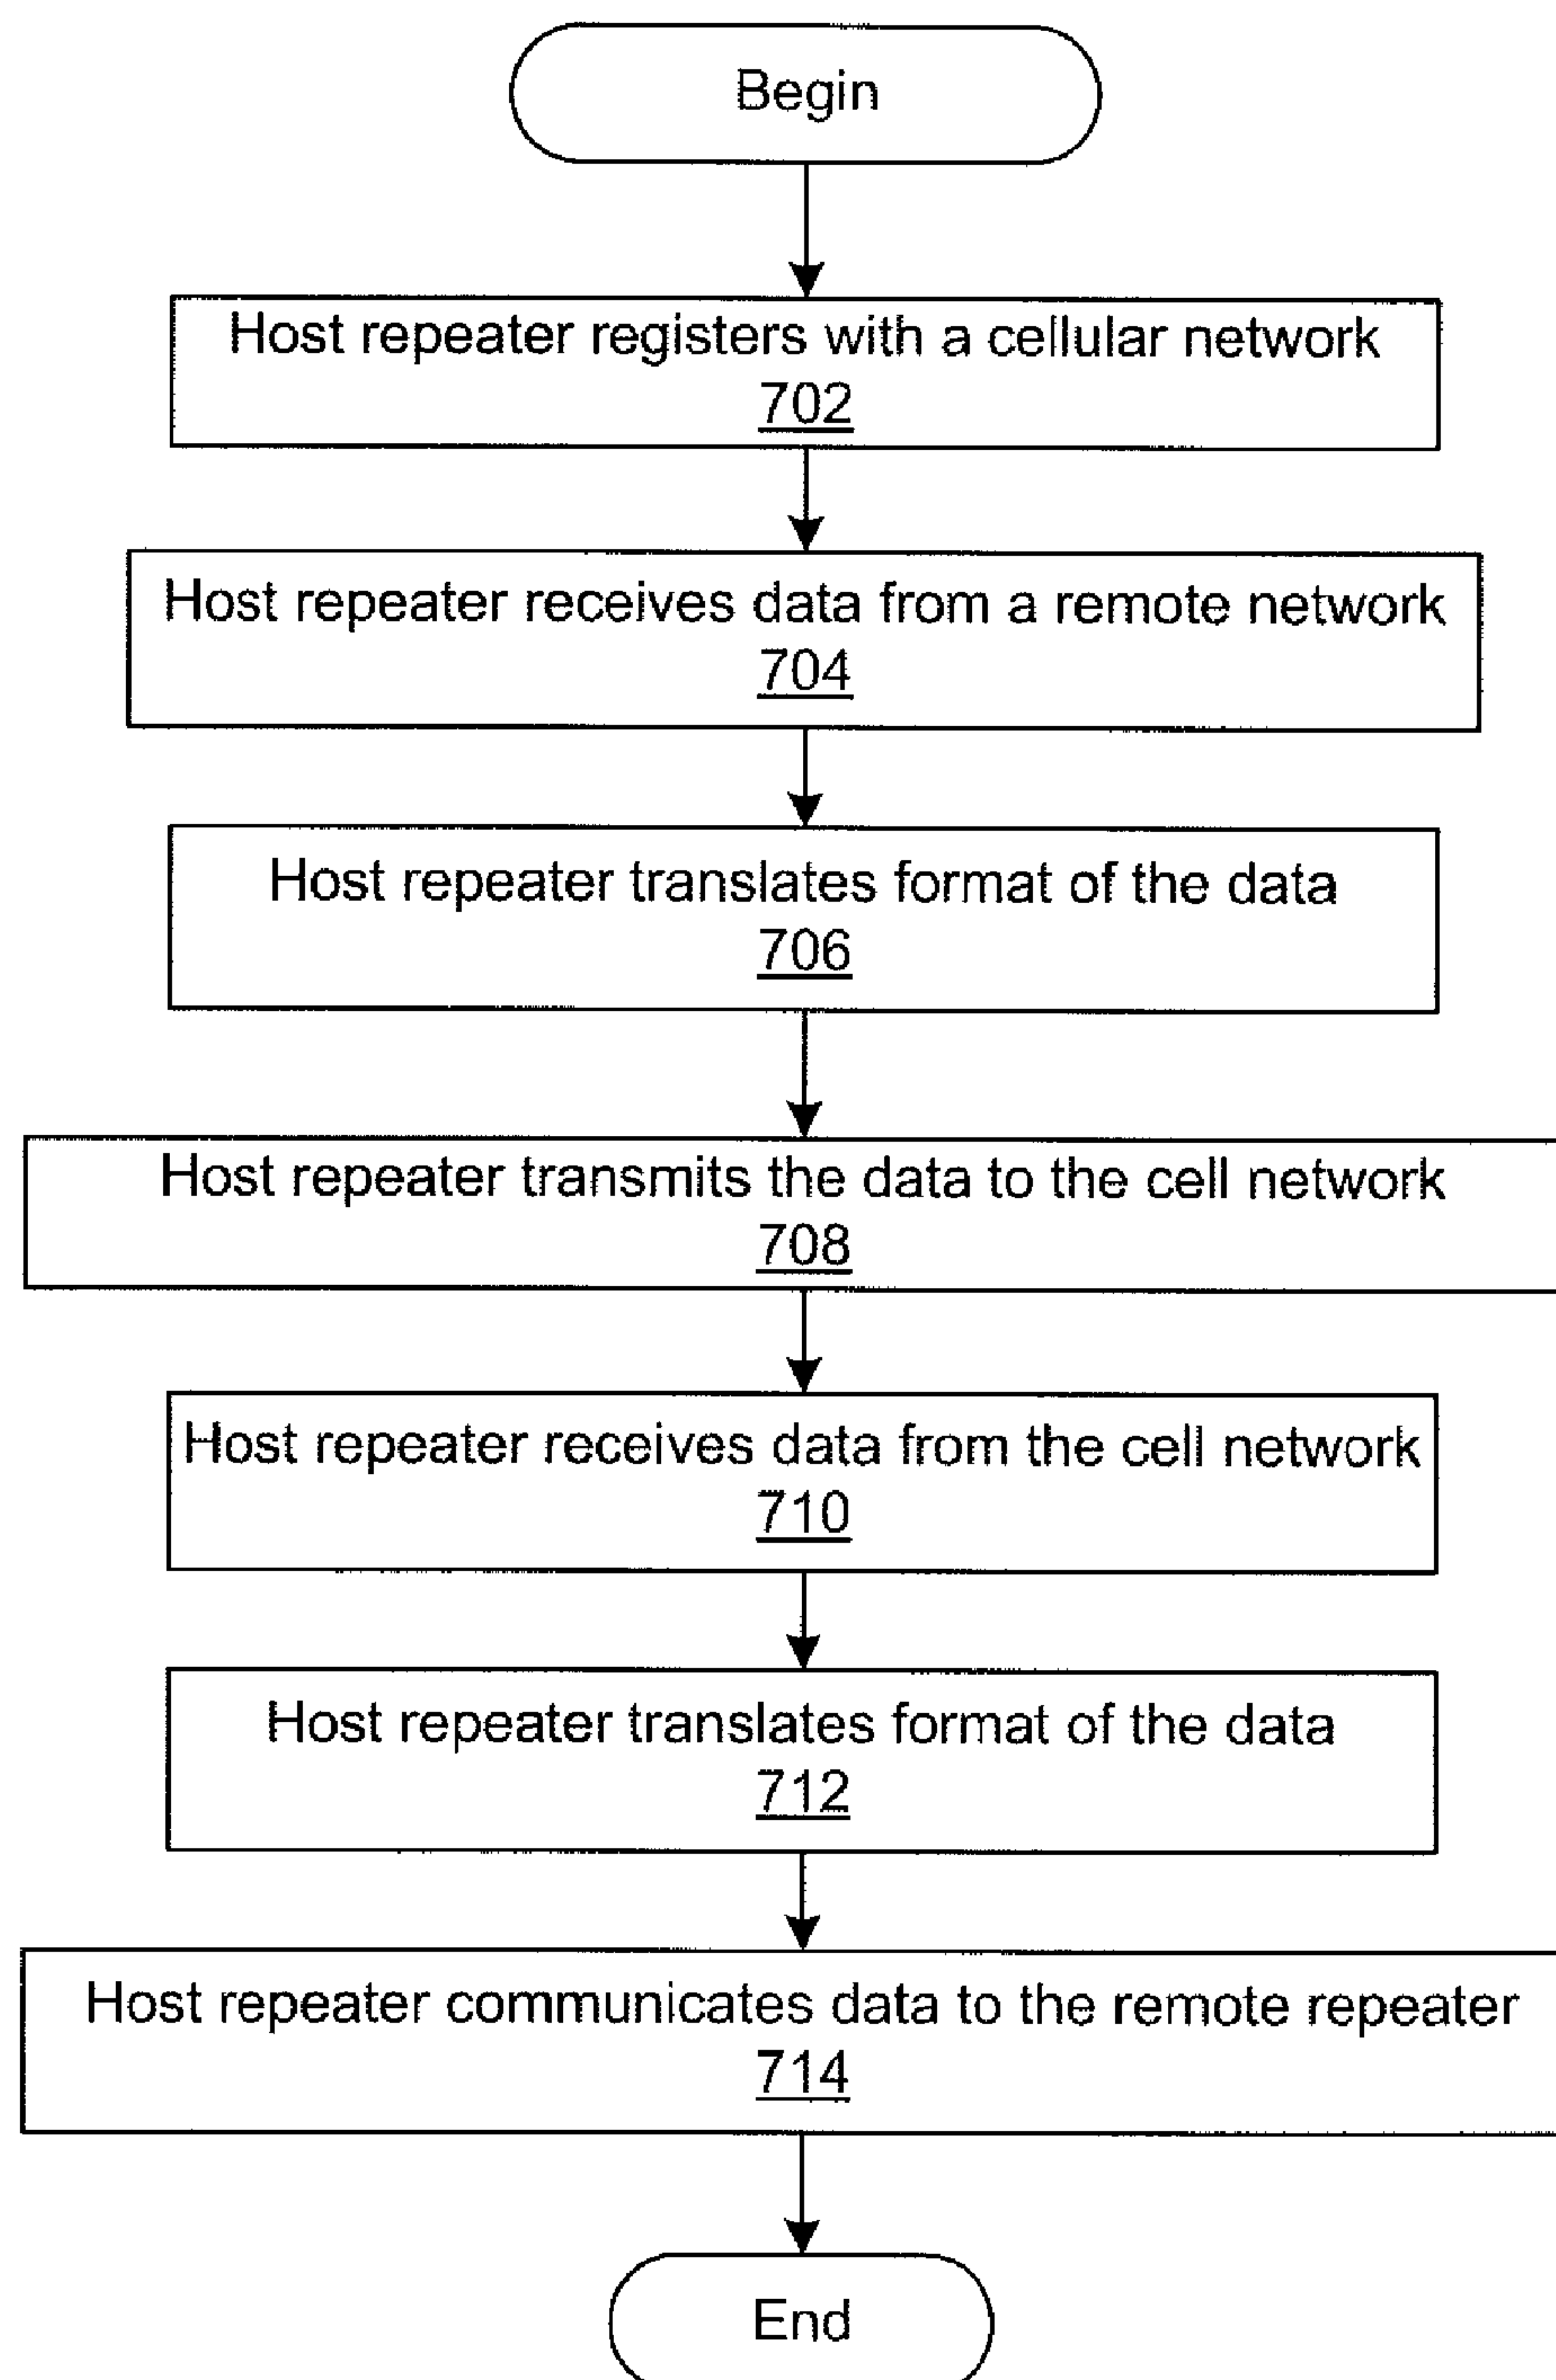 Begin
Host repeater registers with a cellular network
702
Host repeater receives data from a remote network
704
Host repeater translates format of the data
706
Host repeater transmits the data to the cell network
708
Host repeater receives data from the cell network
710
Host repeater translates format of the data
712
Host repeater communicates data to the remote repeater
714
End